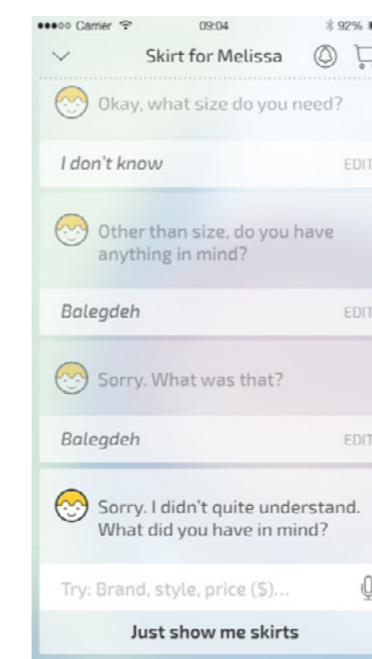 ●●●●○ Carrier 09:04 92%
Skirt for Melissa
Okay, what size do you need?
I don't know EDIT
Other than size, do you have
anything in mind?
Balegdeh EDIT
Sorry. What was that?
Balegdeh EDIT
Sorry. I didn't quite understand.
What did you have in mind?
Try: Brand, style, price ($)...
Just show me skirts